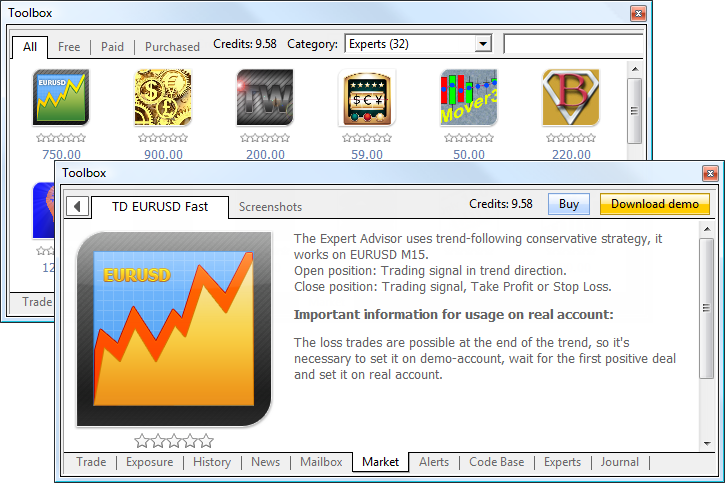 Toolbox
All Free Paid Purchased Credits: 9.58 Category: Experts (32)
EURUSD $ € ¥ TW $ € ¥ Mover3 B
750.00 900.00 200.00 59.00 50.00 220.00
12
Trade
Toolbox
TD EURUSD Fast Screenshots Credits: 9.58 Buy Download demo
EURUSD
The Expert Advisor uses trend-following conservative strategy, it
works on EURUSD M15.
Open position: Trading signal in trend direction.
Close position: Trading signal, Take Profit or Stop Loss.
Important information for usage on real account:
The loss trades are possible at the end of the trend, so it's
necessary to set it on demo-account, wait for the first positive deal
and set it on real account.
Trade Exposure History News Mailbox Market Alerts Code Base Experts Journal